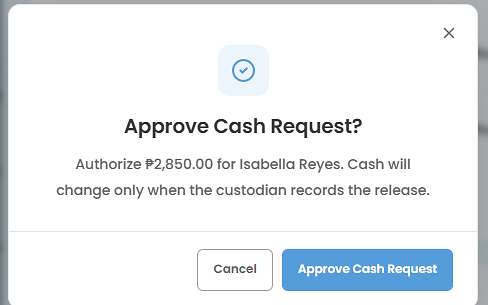 Approve Cash Request?
Authorize ₱2,850.00 for Isabella Reyes. Cash will
change only when the custodian records the release.
Cancel
Approve Cash Request